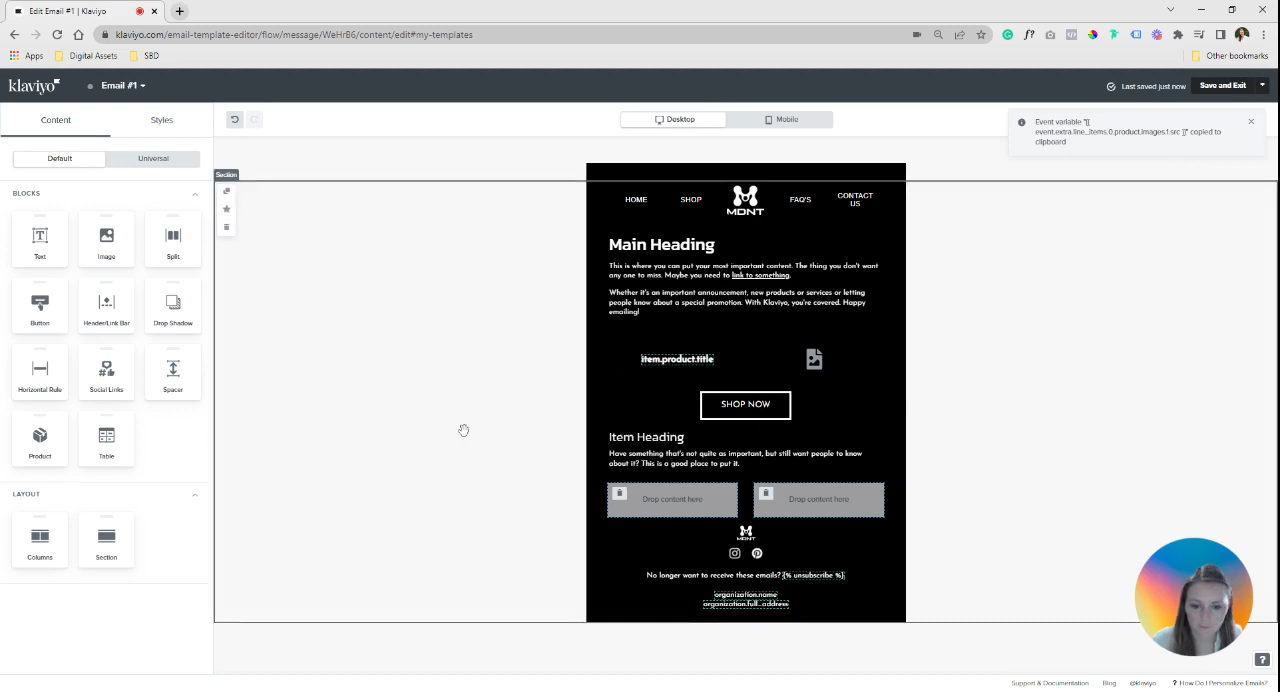 Edit Email #1 | Klaviyo
klaviyo.com/email-template-editor/flow/message/WeHrB6/content/edit#my-templates
Apps
Digital Assets
SBD
Other bookmarks
klaviyo
Email #1
Last saved just now
Save and Exit
Content
Styles
Desktop
Mobile
Event variable "{{
event.extra.line_items.0.product.images.1.src }}" copied to
clipboard
Default
Universal
Section
BLOCKS
Text
Image
Split
Button
Header/Link Bar
Drop Shadow
Horizontal Rule
Social Links
Spacer
Product
Table
LAYOUT
Columns
Section
HOME
SHOP
MDNT
FAQ'S
CONTACT
US
Main Heading
This is where you can put your most important content. The thing you don't want
any one to miss. Maybe you need to link to something.
Whether it's an important announcement, new products or services or letting
people know about a special promotion. With Klaviyo, you're covered. Happy
emailing!
item.product.title
SHOP NOW
Item Heading
Have something that's not quite as important, but still want people to know
about it? This is a good place to put it.
Drop content here
Drop content here
MDNT
No longer want to receive these emails? {% unsubscribe %}.
organization.name
organization.full_address
?
Support & Documentation
Blog
@klaviyo
? How Do I Personalize Emails?